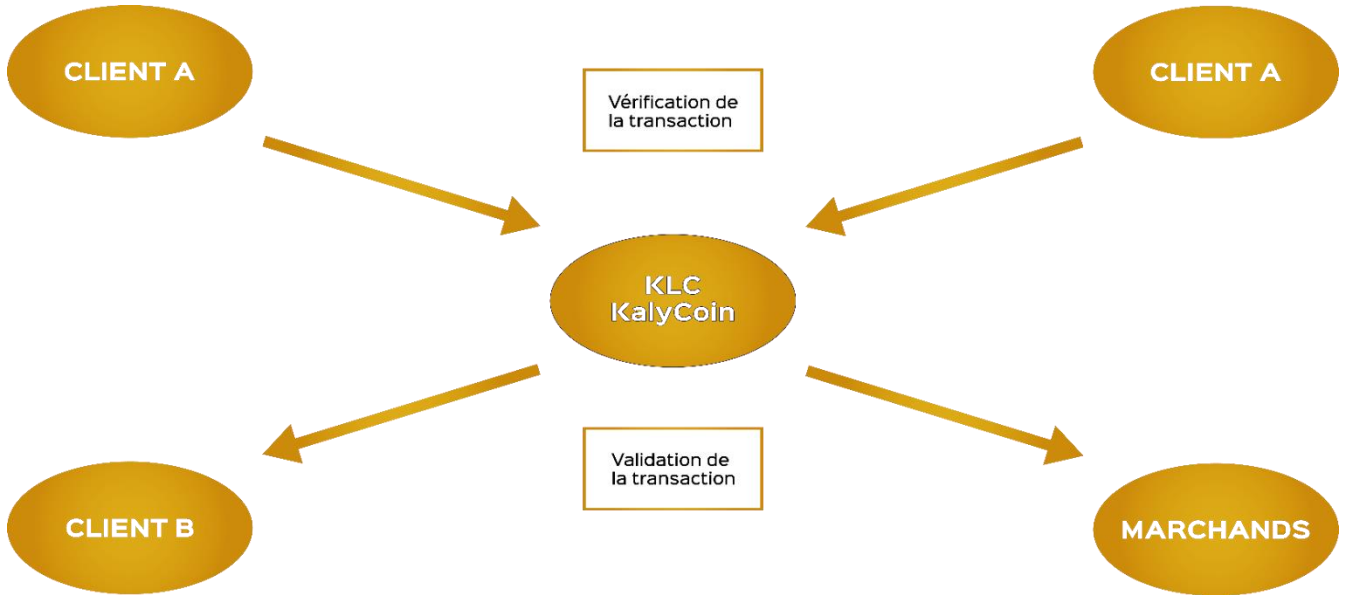 CLIENT A
CLIENT A
Vérification de
la transaction
KLC
KalyCoin
Validation de
la transaction
CLIENT B
MARCHANDS